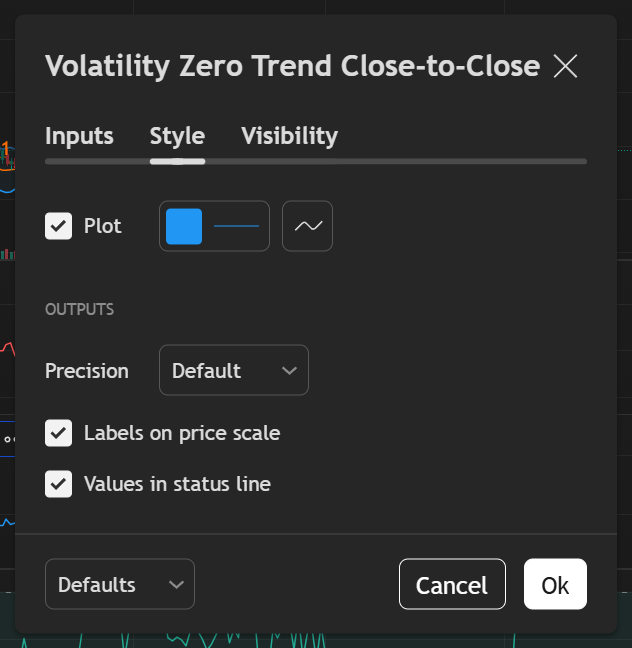 Volatility Zero Trend Close-to-Close
Inputs Style Visibility
Plot
OUTPUTS
Precision Default
Labels on price scale
Values in status line
Defaults Cancel Ok
1